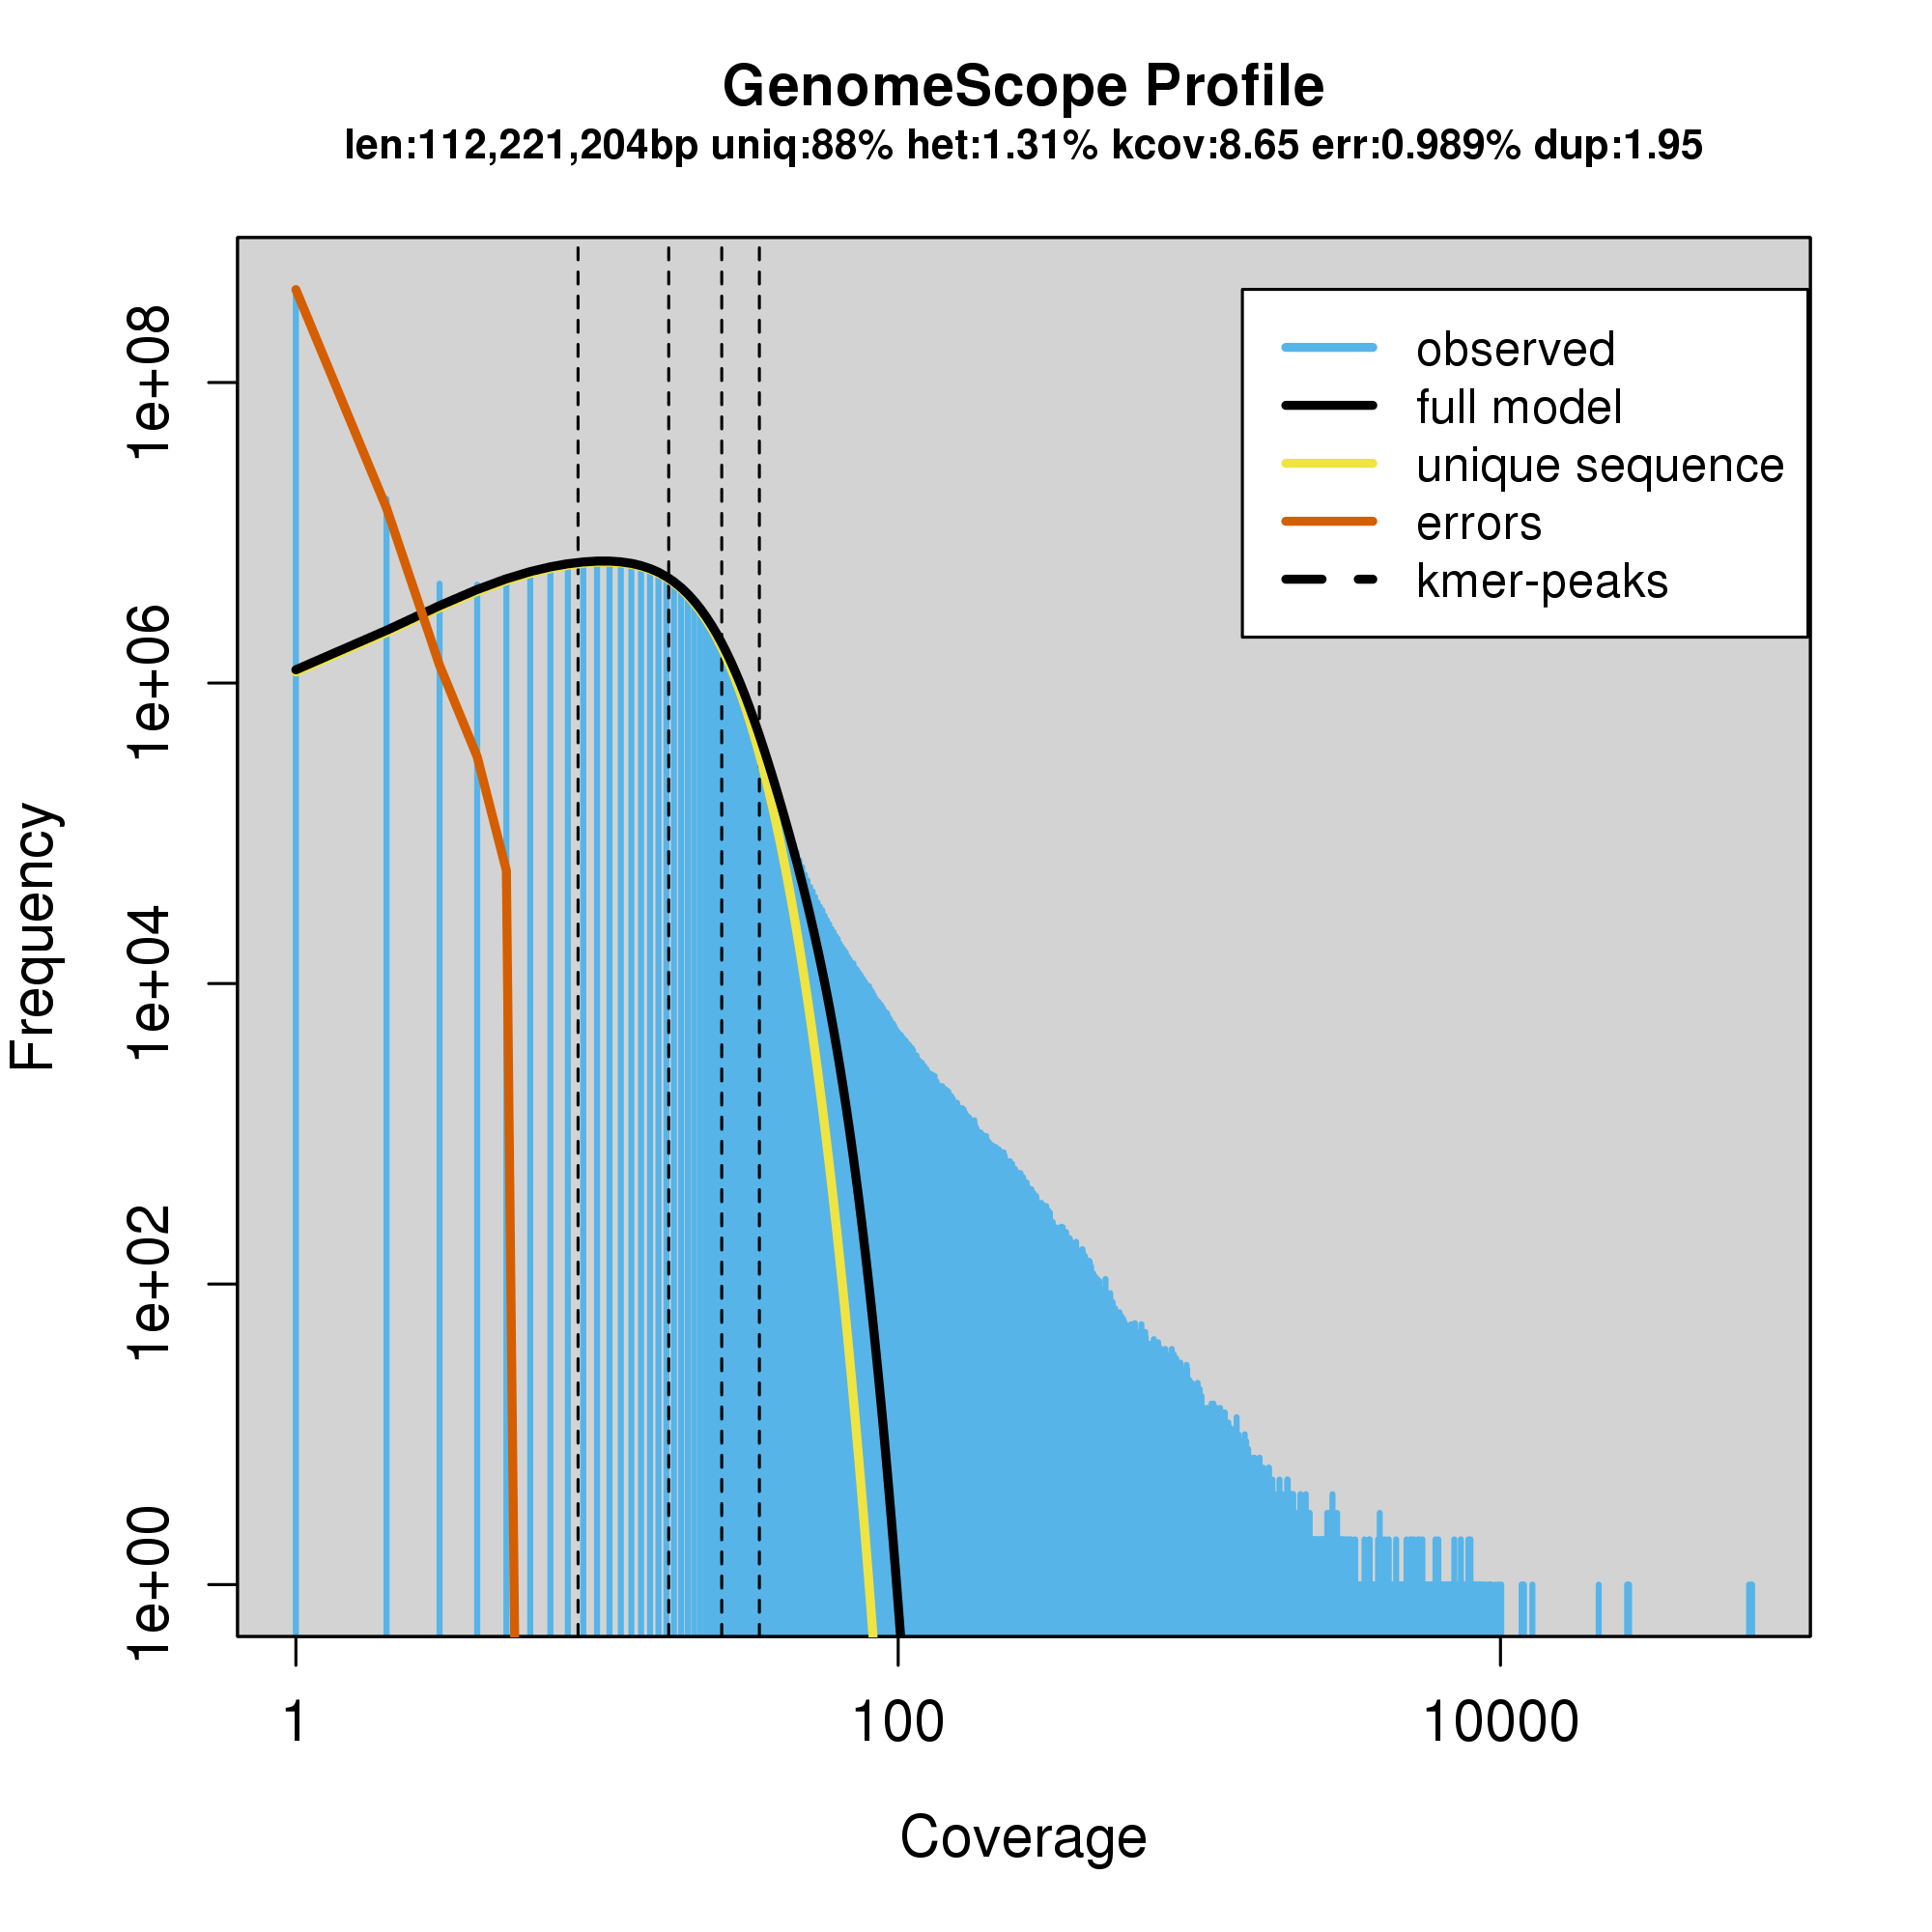 GenomeScope Profile
len:112,221,204bp uniq:88% het:1.31% kcov:8.65 err:0.989% dup:1.95
observed
full model
unique sequence
errors
kmer-peaks
Frequency
1e+08
1e+06
1e+04
1e+02
1e+00
1
100
10000
Coverage